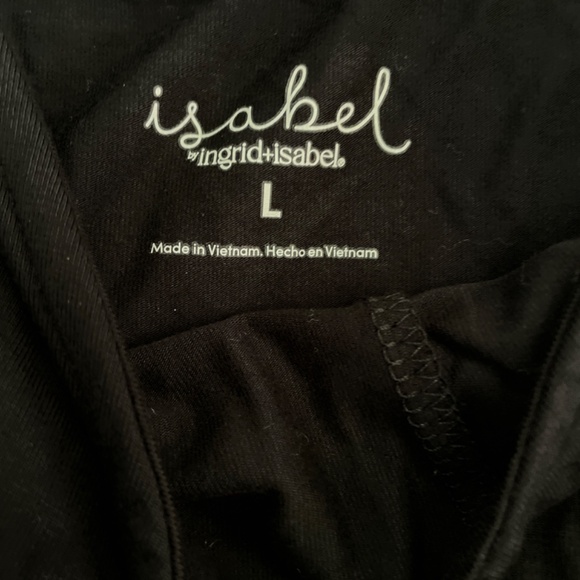 isabel
by ingrid+isabel®
L
Made in Vietnam. Hecho en Vietnam